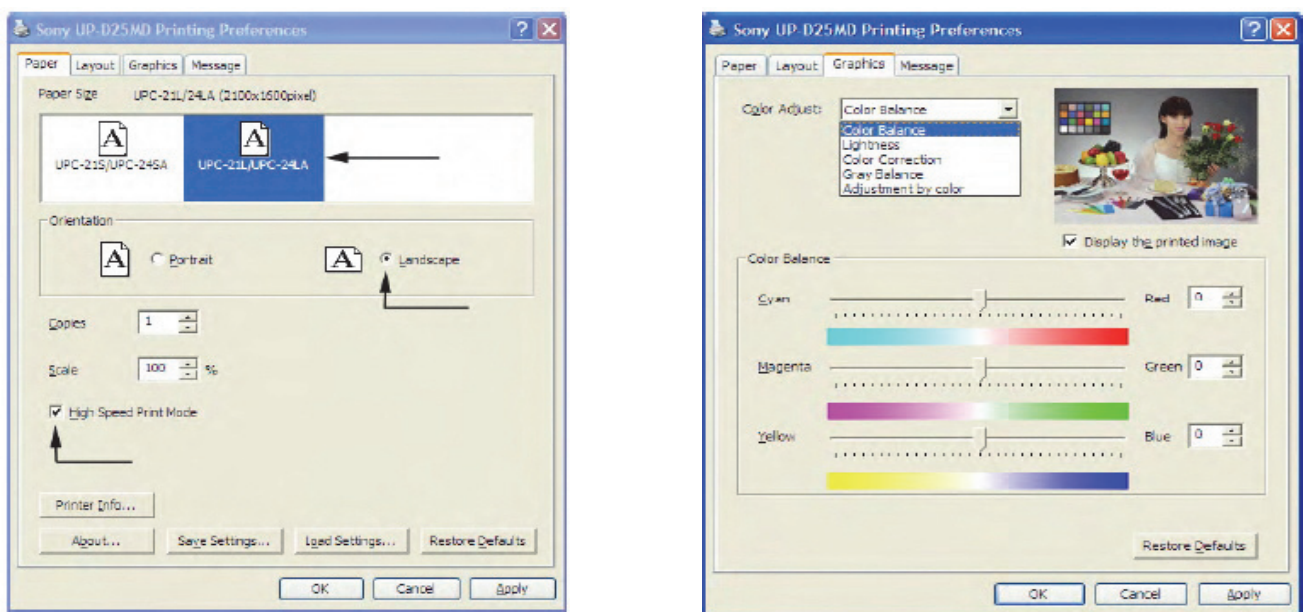 Sony UP-D25MD Printing Preferences
Paper Layout Graphics Message
Paper Size UPC-21L/24LA (2100x1600pixel)
A A
UPC-21S/UPC-24SA UPC-21L/UPC-24LA
Orientation
A Portrait A Landscape
Copies 1
Scale 100 %
High Speed Print Mode
Printer Info...
About... Save Settings... Load Settings... Restore Defaults
OK Cancel Apply
Sony UP-D25MD Printing Preferences
Paper Layout Graphics Message
Color Adjust: Color Balance
Color Balance
Lightness
Color Correction
Gray Balance
Adjustment by color
Display the printed image
Color Balance
Cyan Red 0
Magenta Green 0
Yellow Blue 0
Restore Defaults
OK Cancel Apply